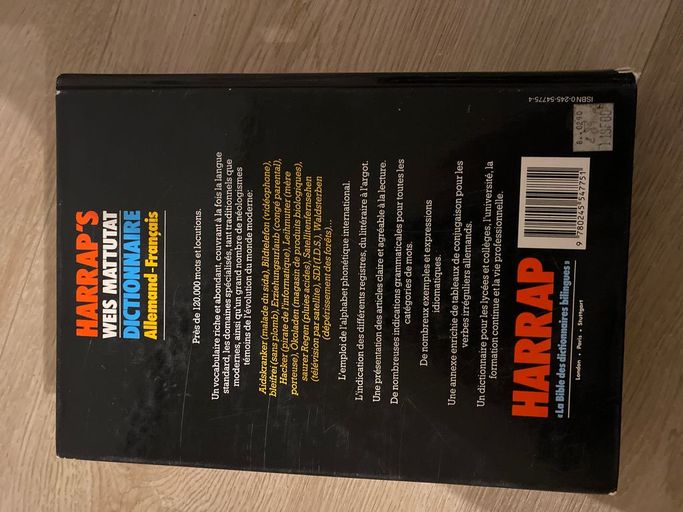 HARRAP'S
WEIS MATTUTAT
DICTIONNAIRE
Allemand-Français
Près de 120.000 mots et locutions.
Un vocabulaire riche et abondant, couvrant à la fois la langue
standard, les domaines spécialisés, tant traditionnels que
modernes, ainsi qu'un grand nombre de néologismes
témoins de l'évolution du monde moderne:
Aidskranker (malade du sida), Bildtelefon (vidéophone),
bleifrei (sans plomb), Erziehungsurlaub (congé parental),
Hacker (pirate de l'informatique), Leihmutter (mère
porteuse), Ökoladen (magasin de produits biologiques),
saurer Regen (pluies acides), Satellitenfernsehen
(télévision par satellite), SDI (I.D.S.), Waldsterben
(dépérissement des forêts)...
L'emploi de l'alphabet phonétique international.
L'indication des différents registres, du littéraire à l'argot.
Une présentation des articles claire et agréable à la lecture.
De nombreuses indications grammaticales pour toutes les
catégories de mots.
De nombreux exemples et expressions
idiomatiques.
Une annexe enrichie de tableaux de conjugaison pour les
verbes irréguliers allemands.
Un dictionnaire pour les lycées et collèges, l'université, la
formation continue et la vie professionnelle.
HARRAP
«La Bible des dictionnaires bilingues»
London • Paris • Stuttgart
ISBN 0-245-54775-4
9 780245 547751